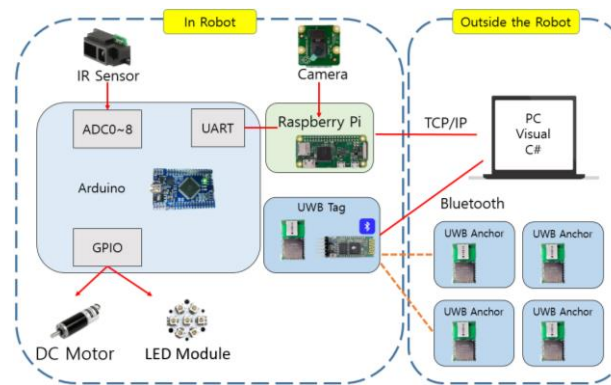 In Robot
Outside the Robot
IR Sensor
Camera
ADC0~8
UART
Raspberry Pi
TCP/IP
PC
Visual
C#
Arduino
UWB Tag
Bluetooth
GPIO
UWB Anchor
UWB Anchor
UWB Anchor
UWB Anchor
DC Motor
LED Module